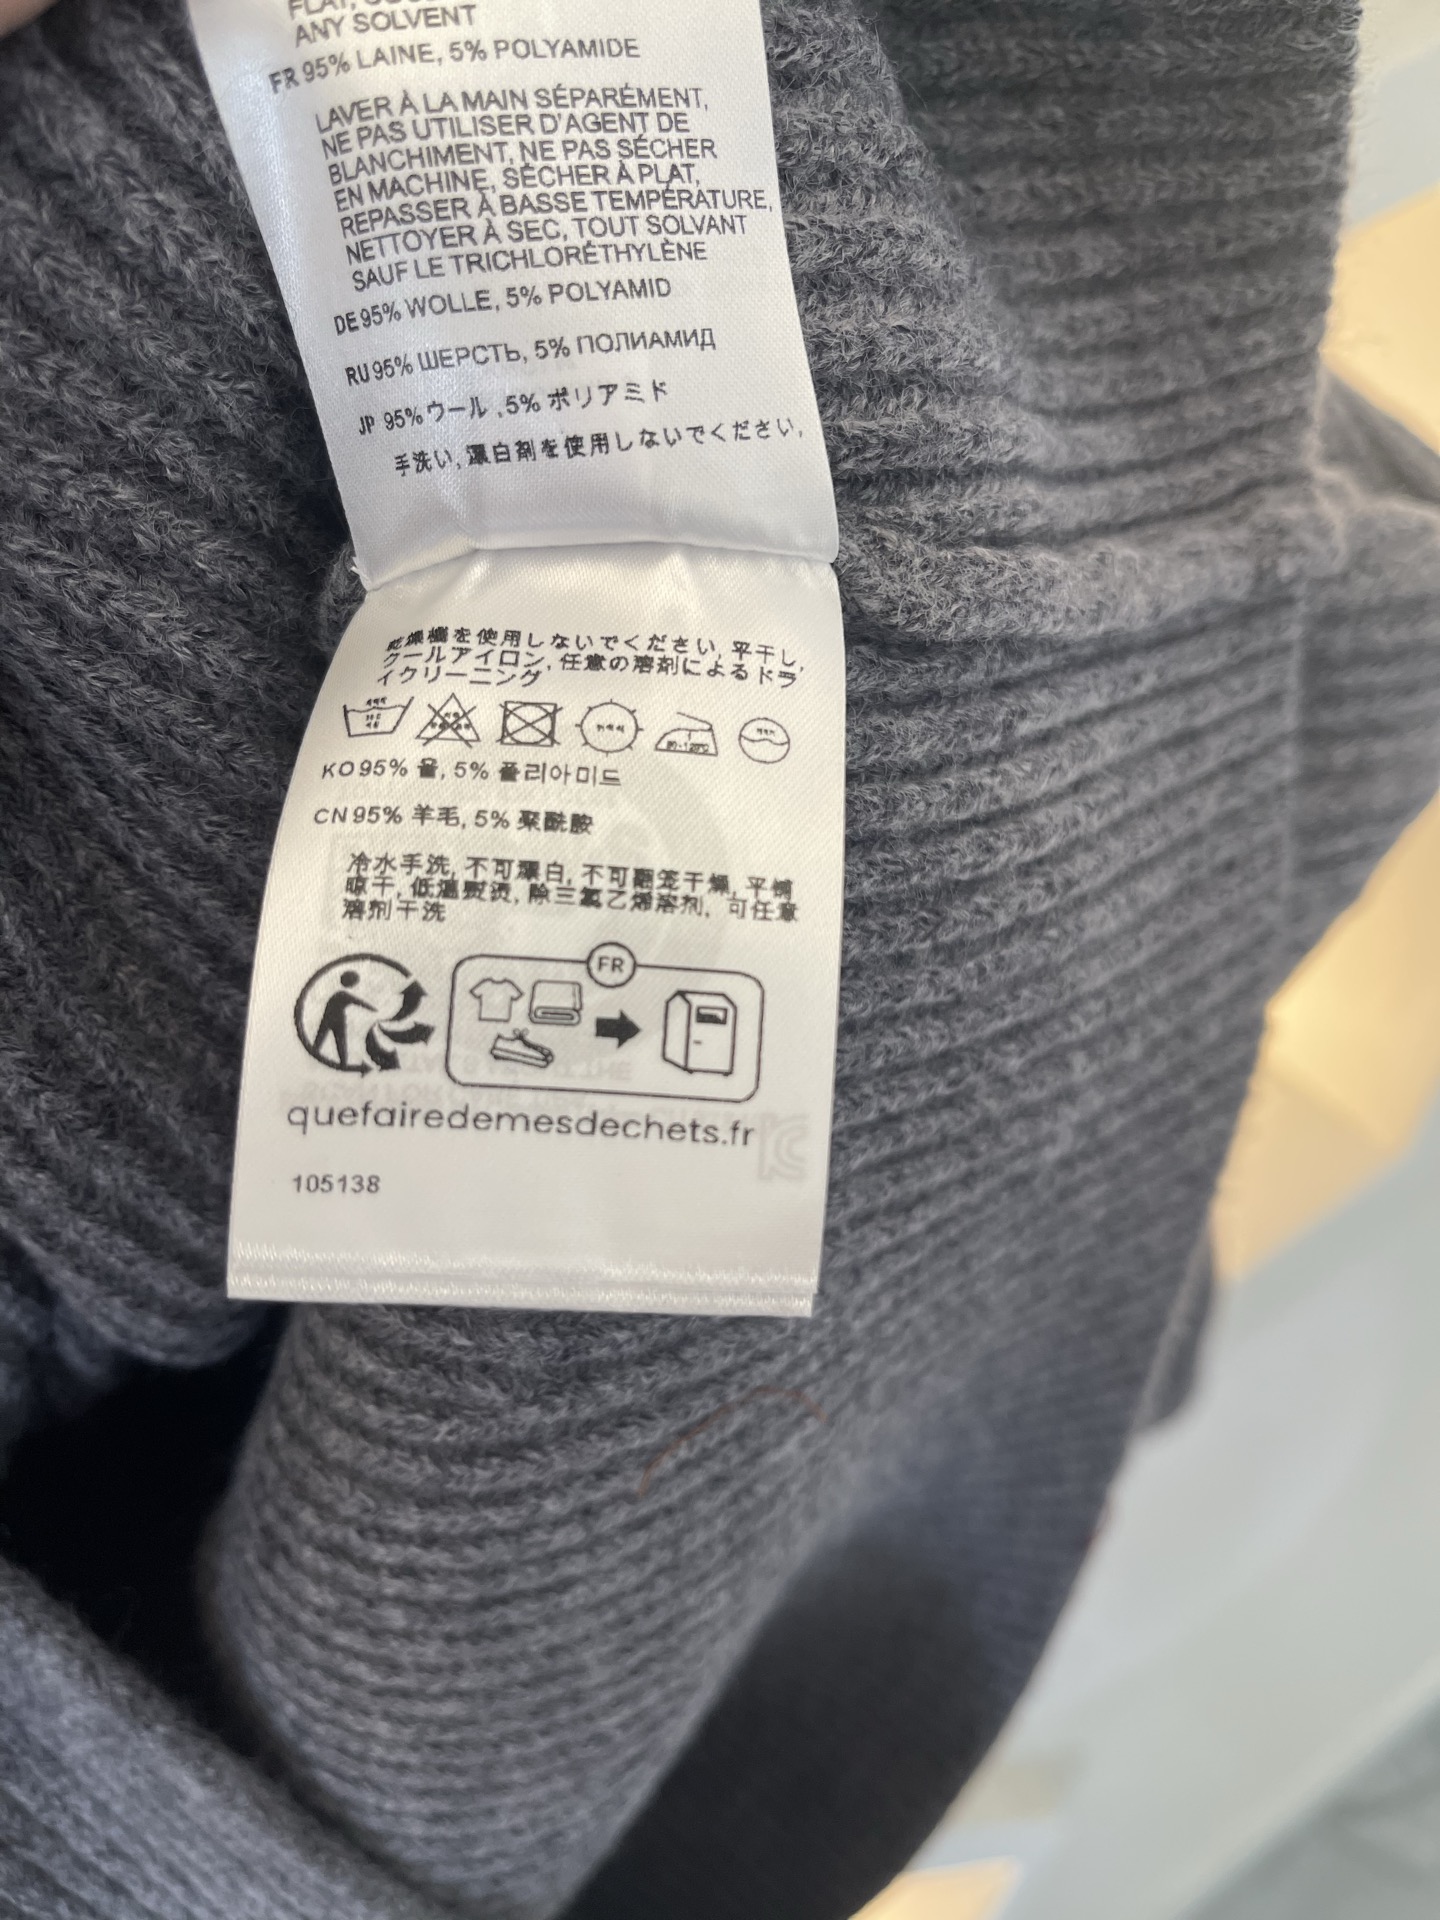 ANY SOLVENT
FR 95% LAINE, 5% POLYAMIDE
LAVER À LA MAIN SÉPARÉMENT,
NE PAS UTILISER D'AGENT DE
BLANCHIMENT, NE PAS SÉCHER
EN MACHINE, SÉCHER À PLAT,
REPASSER À BASSE TEMPÉRATURE,
NETTOYER À SEC, TOUT SOLVANT
SAUF LE TRICHLORÉTHYLÈNE
DE 95% WOLLE, 5% POLYAMID
RU 95% ШЕРСТЬ, 5% ПОЛИАМИД
JP 95% ウール ,5% ポリアミド
手洗い, 漂白剤を使用しないでください,
乾燥機を使用しないでください, 平干し,
クールアイロン, 任意の溶剤によるドラ
イクリーニング
KO 95% 울, 5% 폴리아미드
CN 95% 羊毛, 5% 聚酰胺
冷水手洗, 不可漂白, 不可翻笼干燥, 平铺
晾干, 低温熨烫, 除三氯乙烯溶剂, 可任意
溶剂干洗
FR
quefairedemesdechets.fr
105138